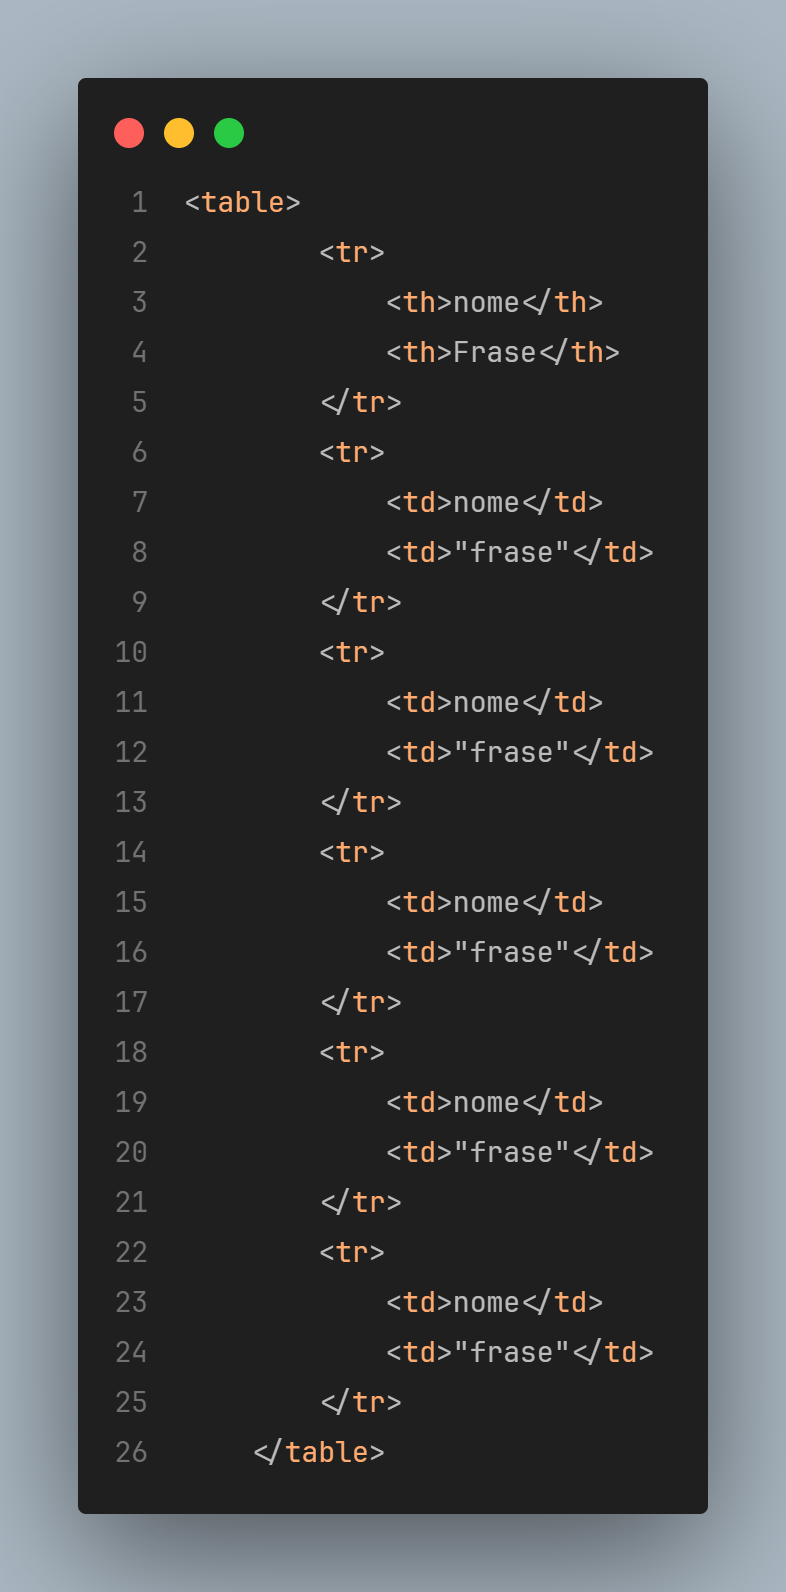 1 <table>
2 <tr>
3 <th>nome</th>
4 <th>Frase</th>
5 </tr>
6 <tr>
7 <td>nome</td>
8 <td>"frase"</td>
9 </tr>
10 <tr>
11 <td>nome</td>
12 <td>"frase"</td>
13 </tr>
14 <tr>
15 <td>nome</td>
16 <td>"frase"</td>
17 </tr>
18 <tr>
19 <td>nome</td>
20 <td>"frase"</td>
21 </tr>
22 <tr>
23 <td>nome</td>
24 <td>"frase"</td>
25 </tr>
26 </table>